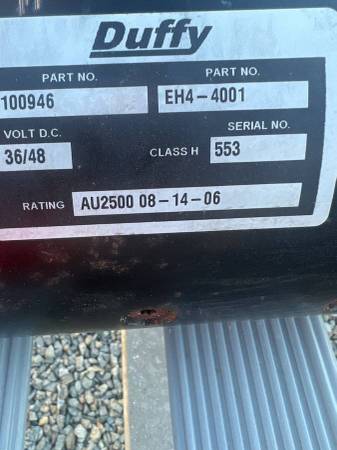 Duffy
PART NO. PART NO.
100946 EH4-4001
VOLT D.C. SERIAL NO.
36/48 CLASS H 553
RATING AU2500 08-14-06